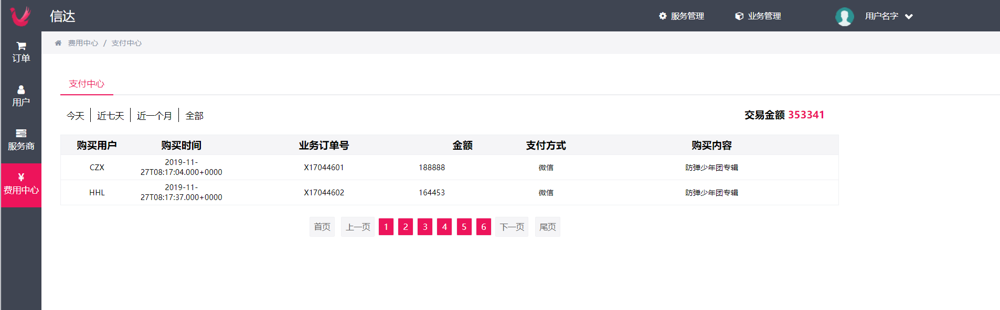 信达
服务管理
业务管理
用户名字
订单
用户
服务商
¥
费用中心
费用中心 / 支付中心
支付中心
今天 近七天 近一个月 全部
交易金额 353341
购买用户 购买时间 业务订单号 金额 支付方式 购买内容
CZX 2019-11-27T08:17:04.000+0000 X17044601 188888 微信 防弹少年团专辑
HHL 2019-11-27T08:17:37.000+0000 X17044602 164453 微信 防弹少年团专辑
首页 上一页 1 2 3 4 5 6 下一页 尾页